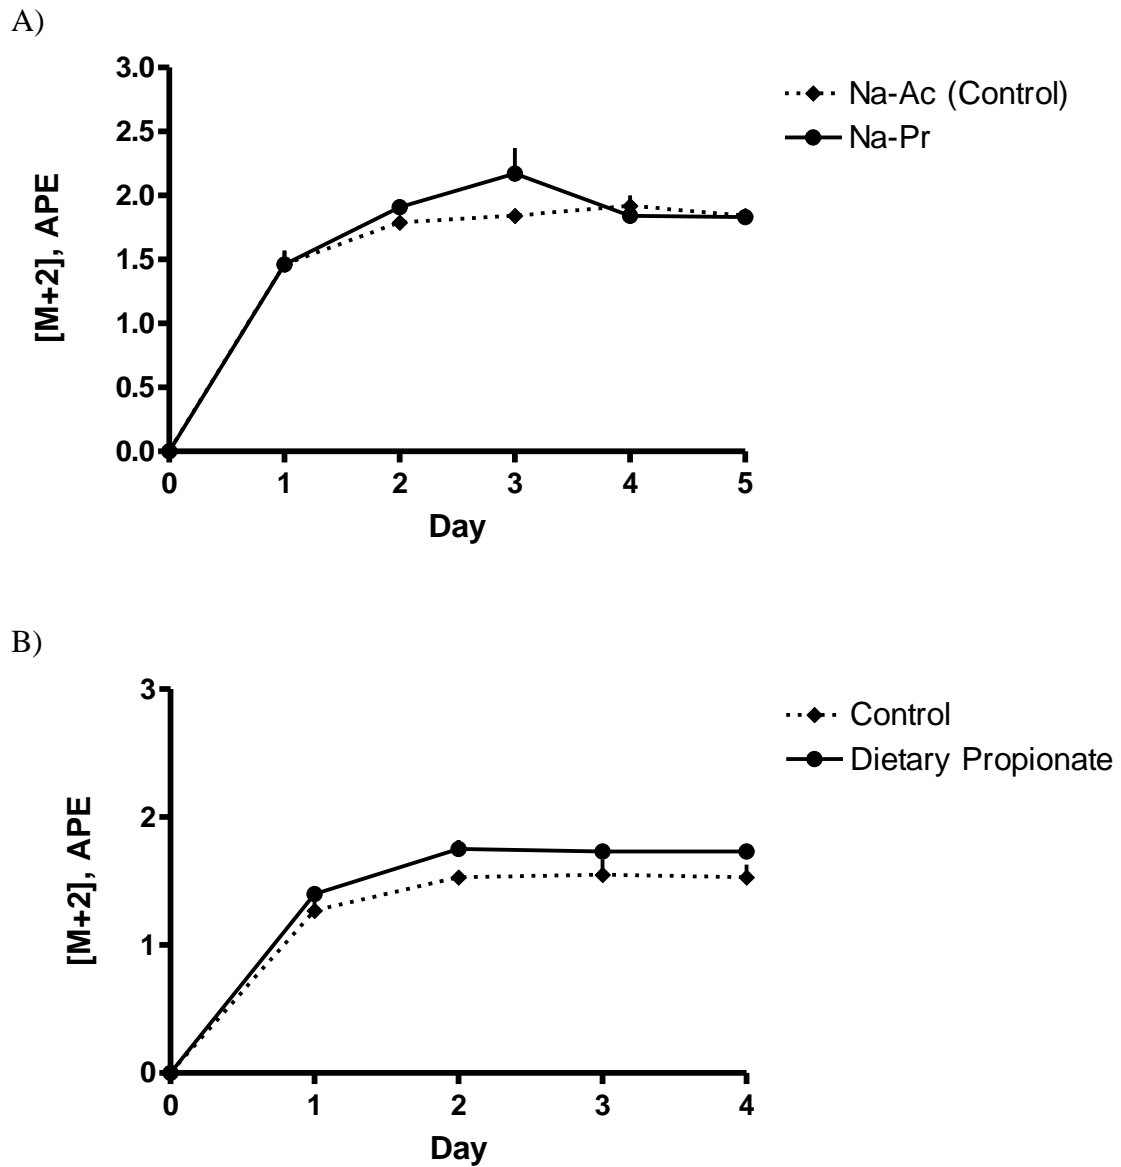 A)
3.0
2.5
2.0
1.5
1.0
0.5
0.0
[M+2], APE
0 1 2 3 4 5
Day
Na-Ac (Control)
Na-Pr
B)
3
2
1
0
[M+2], APE
0 1 2 3 4
Day
Control
Dietary Propionate